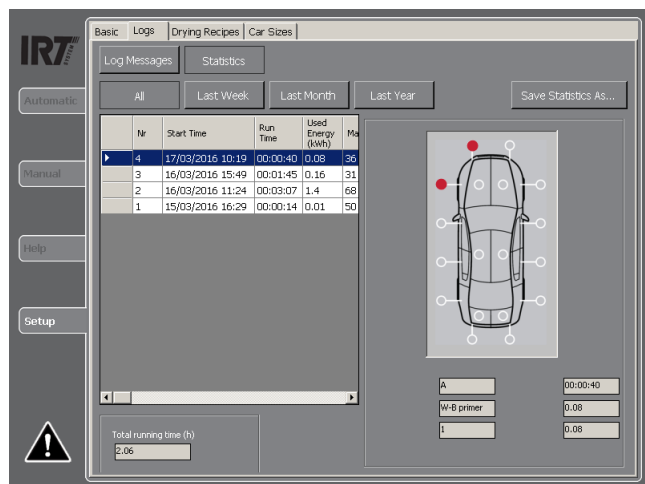 IRT SYSTEM
Basic Logs Drying Recipes Car Sizes
Log Messages Statistics
All Last Week Last Month Last Year Save Statistics As...
Automatic
Manual
Help
Setup
Nr Start Time Run Time Used Energy (kWh) Ma
4 17/03/2016 10:19 00:00:40 0.08 36
3 16/03/2016 15:49 00:01:45 0.16 31
2 16/03/2016 11:24 00:03:07 1.4 68
1 15/03/2016 16:29 00:00:14 0.01 50
A 00:00:40
W-B primer 0.08
1 0.08
Total running time (h)
2.06